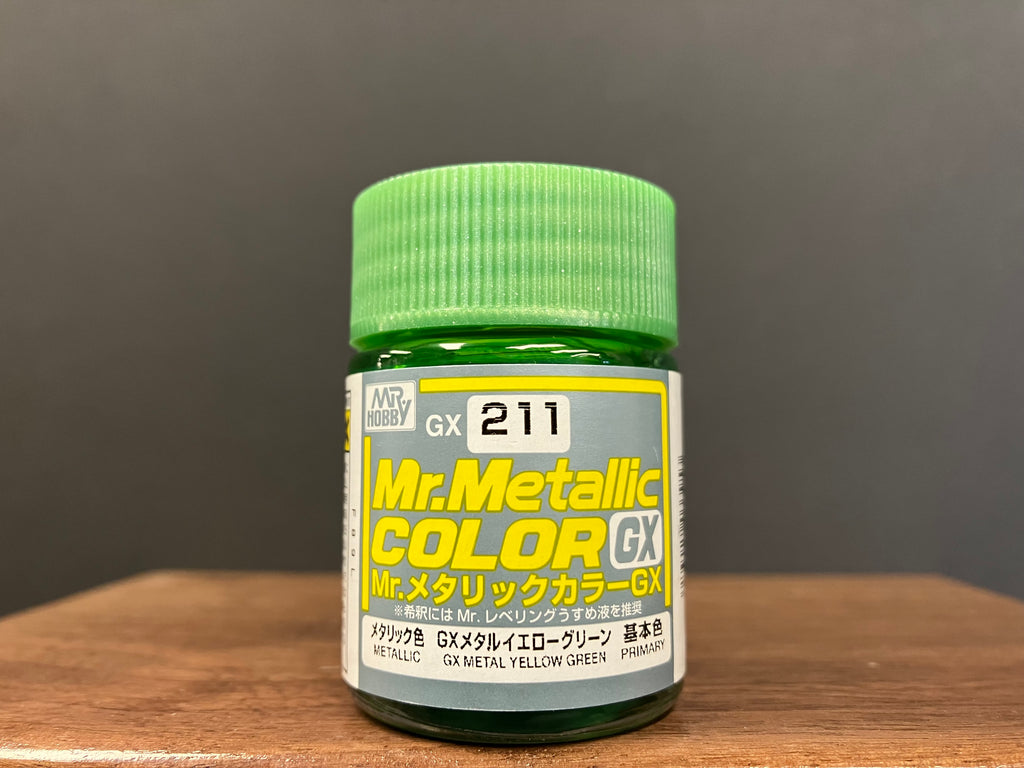 MR. HOBBY
GX 211
Mr.Metallic
COLOR GX
Mr.メタリックカラーGX
※希釈には Mr. レベリングうすめ液を推奨
メタリック色 GXメタルイエローグリーン 基本色
METALLIC GX METAL YELLOW GREEN PRIMARY